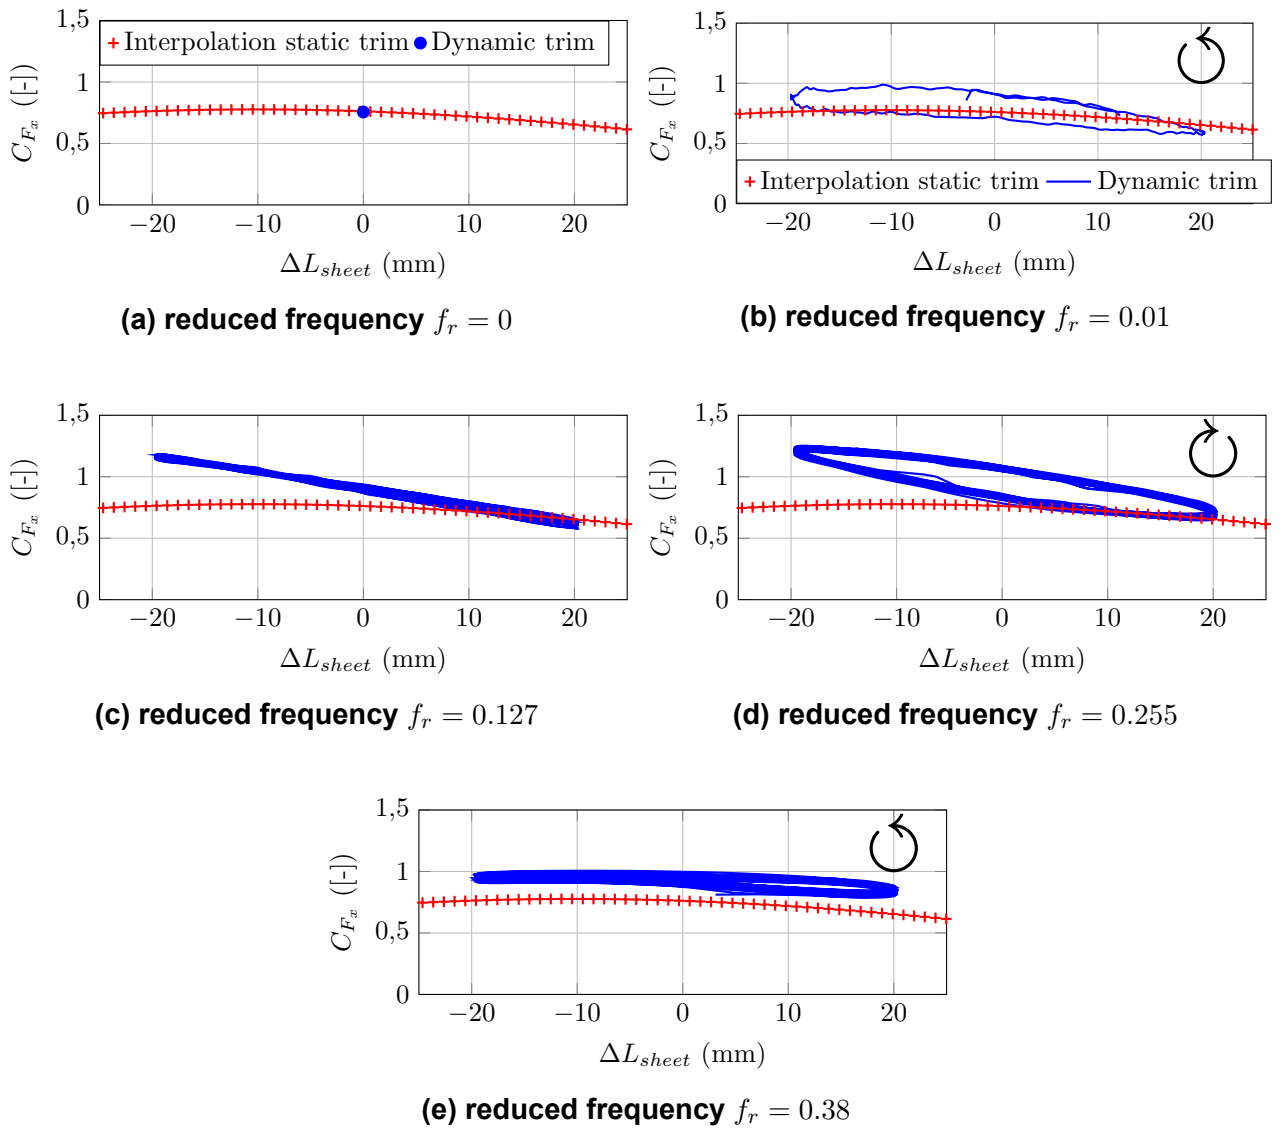 1,5
1
0,5
0
C_{F_x} ([-])
Interpolation static trim Dynamic trim
−20 −10 0 10 20
ΔL_{sheet} (mm)
(a) reduced frequency f_r = 0
1,5
1
0,5
0
C_{F_x} ([-])
Interpolation static trim Dynamic trim
−20 −10 0 10 20
ΔL_{sheet} (mm)
(b) reduced frequency f_r = 0.01
1,5
1
0,5
0
C_{F_x} ([-])
−20 −10 0 10 20
ΔL_{sheet} (mm)
(c) reduced frequency f_r = 0.127
1,5
1
0,5
0
C_{F_x} ([-])
−20 −10 0 10 20
ΔL_{sheet} (mm)
(d) reduced frequency f_r = 0.255
1,5
1
0,5
0
C_{F_x} ([-])
−20 −10 0 10 20
ΔL_{sheet} (mm)
(e) reduced frequency f_r = 0.38